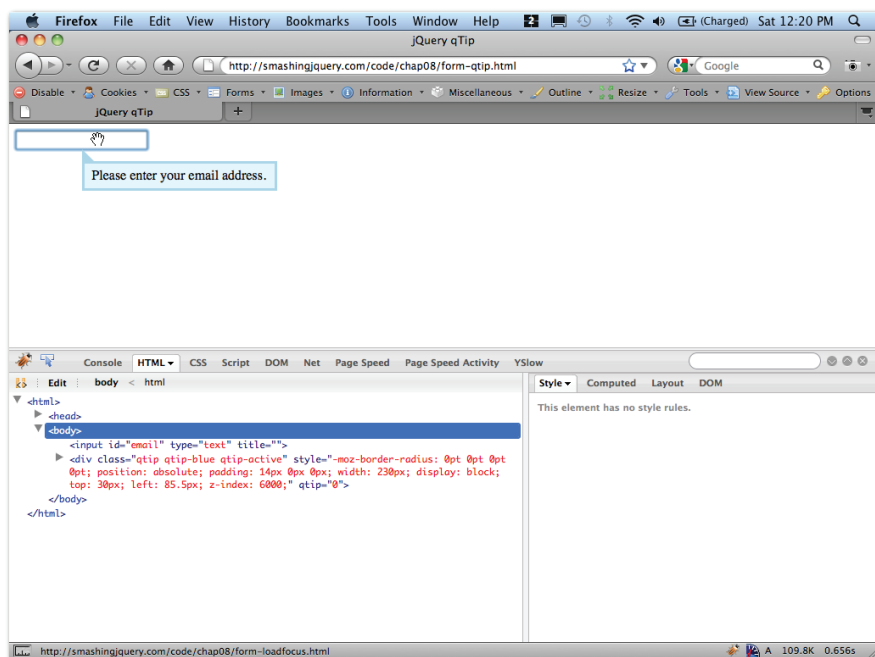 Firefox File Edit View History Bookmarks Tools Window Help 2 (Charged) Sat 12:20 PM
jQuery qTip
http://smashingjquery.com/code/chap08/form-qtip.html Google
Disable Cookies CSS Forms Images Information Miscellaneous Outline Resize Tools View Source Options
jQuery qTip +
Please enter your email address.
Console HTML CSS Script DOM Net Page Speed Page Speed Activity YSlow
Edit body < html
Style Computed Layout DOM
<html>
<head>
<body>
<input id="email" type="text" title="">
<div class="qtip qtip-blue qtip-active" style="-moz-border-radius: 0pt 0pt 0pt
0pt; position: absolute; padding: 14px 0px 0px; width: 230px; display: block;
top: 30px; left: 85.5px; z-index: 6000;" qtip="0">
</body>
</html>
This element has no style rules.
http://smashingjquery.com/code/chap08/form-loadfocus.html A 109.8K 0.656s